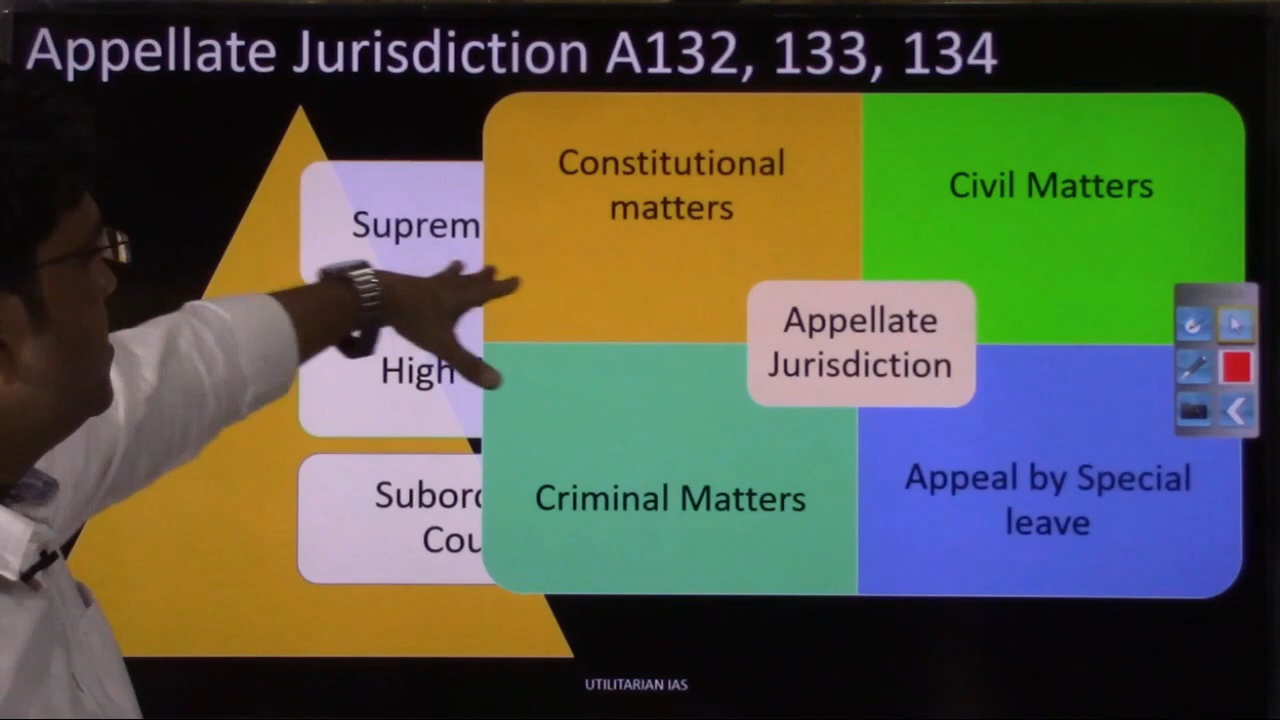 Appellate Jurisdiction A132, 133, 134
Suprem
High
Subord
Cou
Constitutional
matters
Civil Matters
Appellate
Jurisdiction
Criminal Matters
Appeal by Special
leave
UTILITARIAN IAS